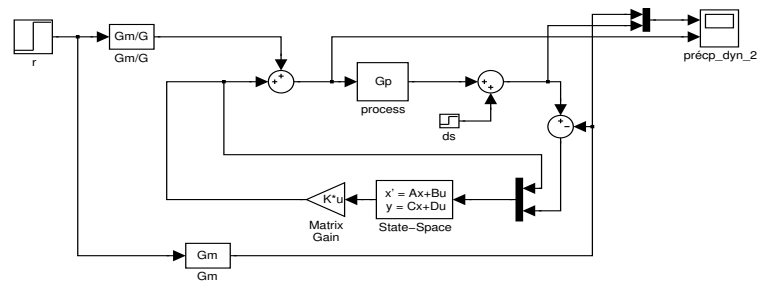 r
Gm/G
Gm/G
+
+
Gp
process
+
+
ds
+
−
précp_dyn_2
K*u
Matrix
Gain
x' = Ax+Bu
y = Cx+Du
State−Space
Gm
Gm